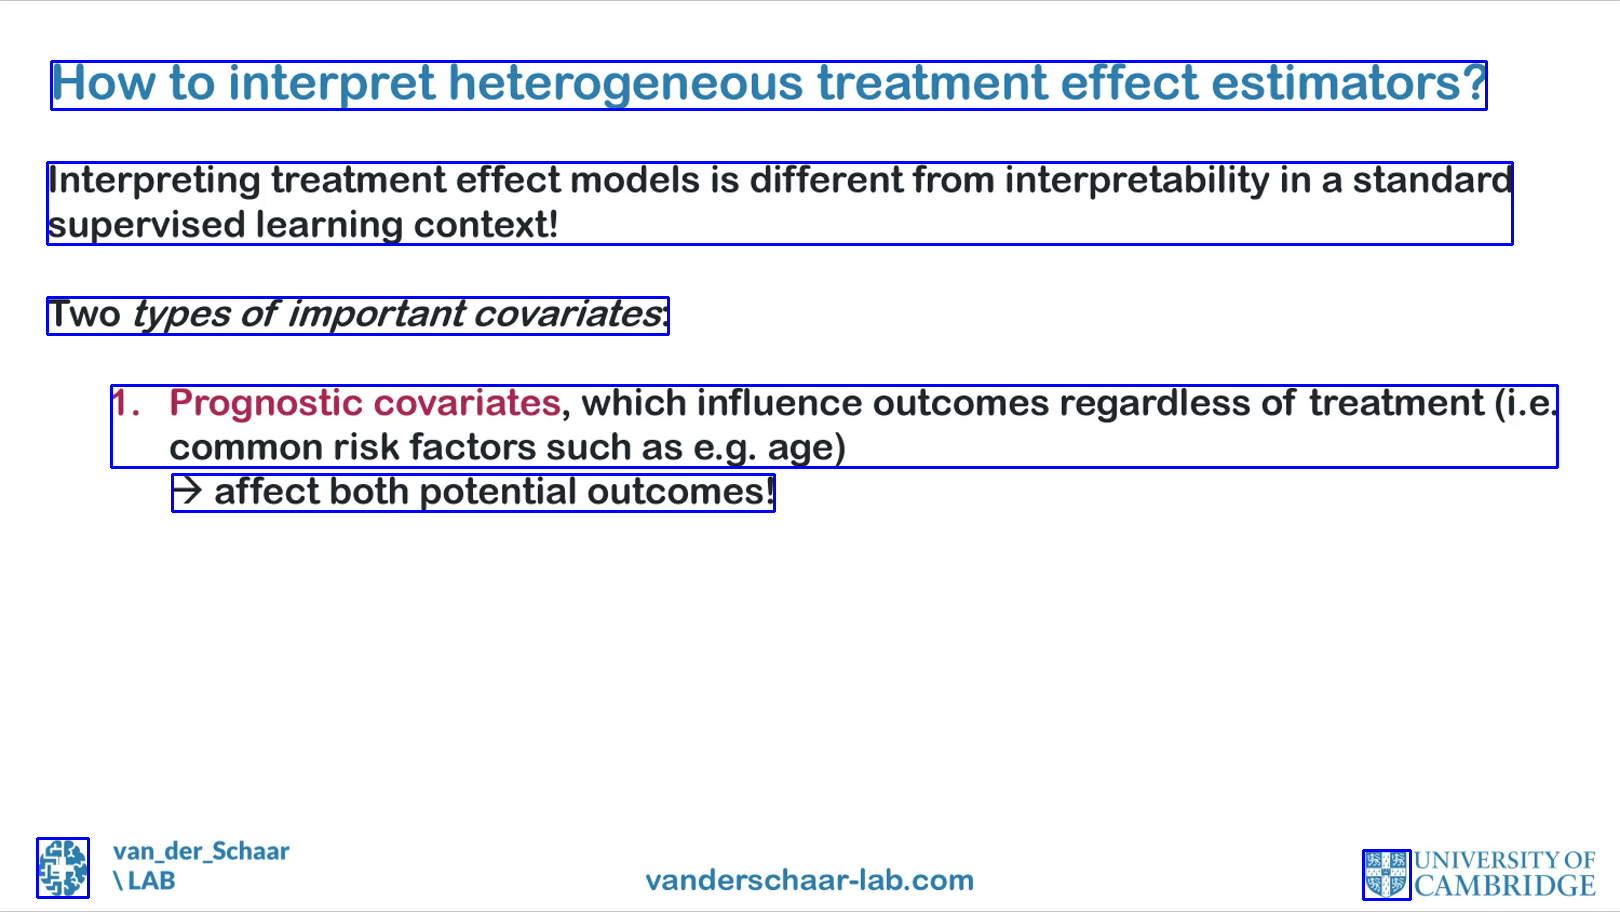 How to interpret heterogeneous treatment effect estimators?
Interpreting treatment effect models is different from interpretability in a standard
supervised learning context!
Two types of important covariates:
1. Prognostic covariates, which influence outcomes regardless of treatment (i.e.
common risk factors such as e.g. age)
→ affect both potential outcomes!
van_der_Schaar
\ LAB
vanderschaar-lab.com
UNIVERSITY OF
CAMBRIDGE